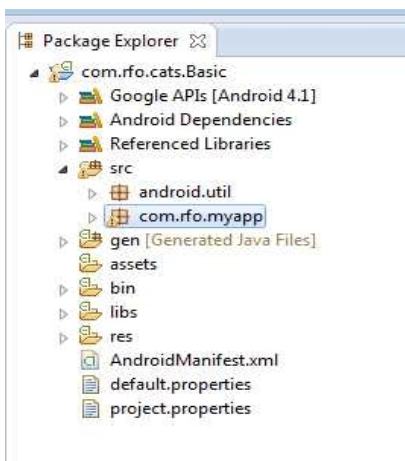 Package Explorer
com.rfo.cats.Basic
Google APIs [Android 4.1]
Android Dependencies
Referenced Libraries
src
android.util
com.rfo.myapp
gen [Generated Java Files]
assets
bin
libs
res
AndroidManifest.xml
default.properties
project.properties